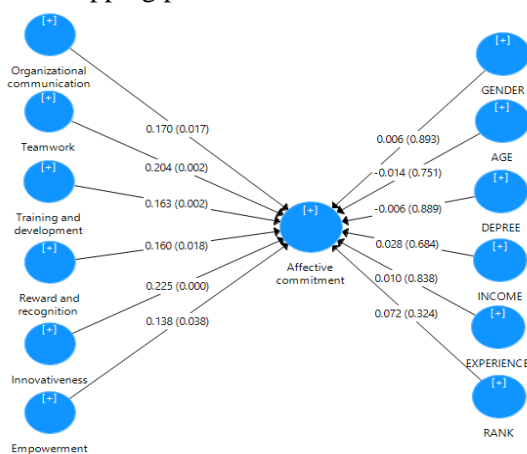 [+]
Organizational
communication
[+]
Teamwork
[+]
Training and
development
[+]
Reward and
recognition
[+]
Innovativeness
[+]
Empowerment
0.170 (0.017)
0.204 (0.002)
0.163 (0.002)
0.160 (0.018)
0.225 (0.000)
0.138 (0.038)
[+]
Affective
commitment
0.006 (0.893)
-0.014 (0.751)
-0.006 (0.889)
0.028 (0.684)
0.010 (0.838)
0.072 (0.324)
[+]
GENDER
[+]
AGE
[+]
DEPREE
[+]
INCOME
[+]
EXPERIENCE
[+]
RANK